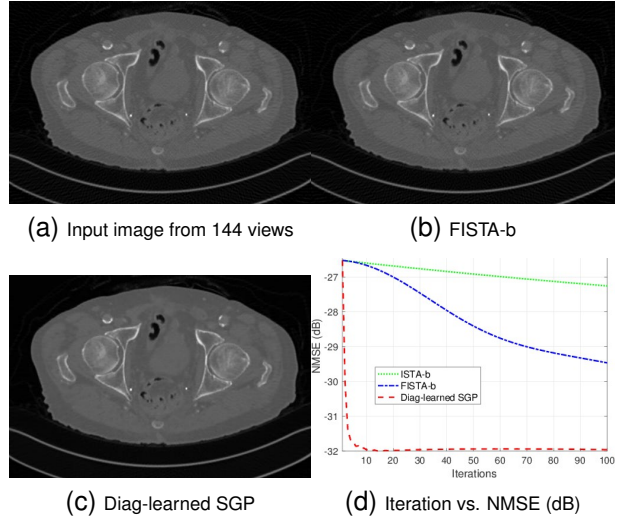 (a) Input image from 144 views
(b) FISTA-b
-27
-28
-29
-30
-31
-32
NMSE (dB)
ISTA-b
FISTA-b
Diag-learned SGP
10 20 30 40 50 60 70 80 90 100
Iterations
(c) Diag-learned SGP
(d) Iteration vs. NMSE (dB)